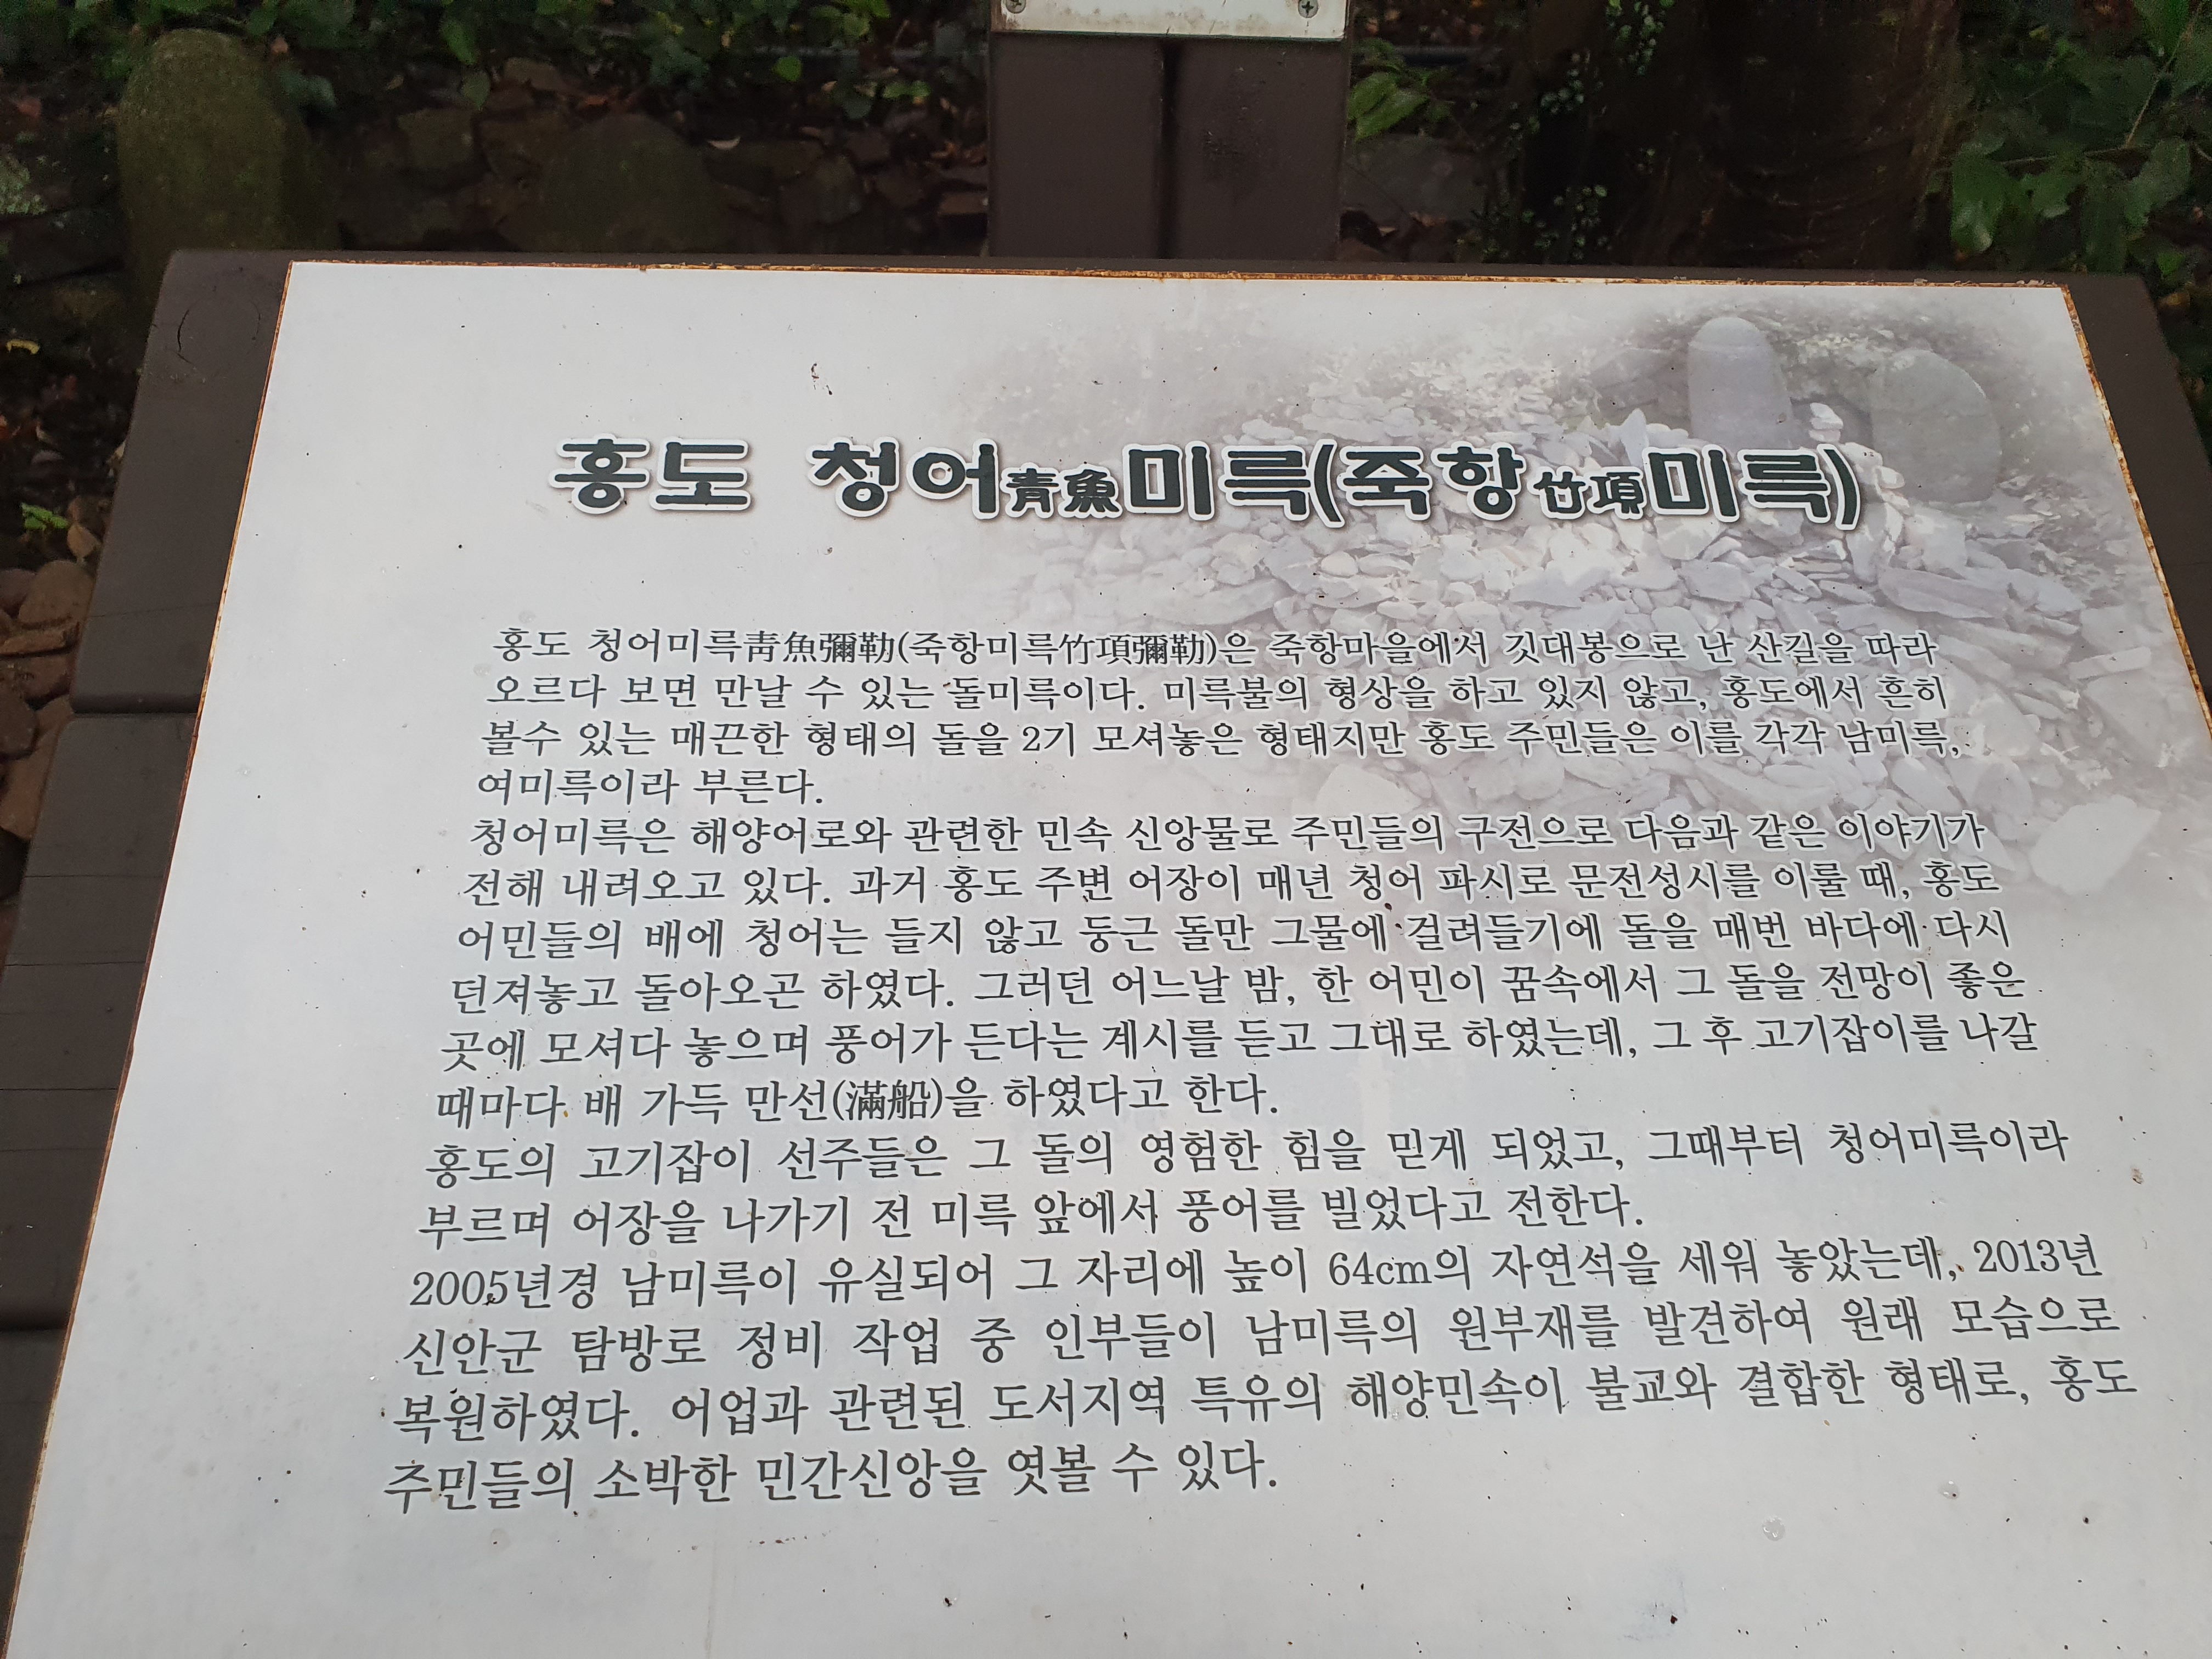 홍도 청어靑魚미륵(죽항竹項미륵)
홍도 청어미륵靑魚彌勒(죽항미륵竹項彌勒)은 죽항마을에서 깃대봉으로 난 산길을 따라
오르다 보면 만날 수 있는 돌미륵이다. 미륵불의 형상을 하고 있지 않고, 홍도에서 흔히
볼수 있는 매끈한 형태의 돌을 2기 모셔놓은 형태지만 홍도 주민들은 이를 각각 남미륵,
여미륵이라 부른다.
청어미륵은 해양어로와 관련한 민속 신앙물로 주민들의 구전으로 다음과 같은 이야기가
전해 내려오고 있다. 과거 홍도 주변 어장이 매년 청어 파시로 문전성시를 이룰 때, 홍도
어민들의 배에 청어는 들지 않고 둥근 돌만 그물에 걸려들기에 돌을 매번 바다에 다시
던져놓고 돌아오곤 하였다. 그러던 어느날 밤, 한 어민이 꿈속에서 그 돌을 전망이 좋은
곳에 모셔다 놓으며 풍어가 든다는 계시를 듣고 그대로 하였는데, 그 후 고기잡이를 나갈
때마다 배 가득 만선(滿船)을 하였다고 한다.
홍도의 고기잡이 선주들은 그 돌의 영험한 힘을 믿게 되었고, 그때부터 청어미륵이라
부르며 어장을 나가기 전 미륵 앞에서 풍어를 빌었다고 전한다.
2005년경 남미륵이 유실되어 그 자리에 높이 64cm의 자연석을 세워 놓았는데, 2013년
신안군 탐방로 정비 작업 중 인부들이 남미륵의 원부재를 발견하여 원래 모습으로
복원하였다. 어업과 관련된 도서지역 특유의 해양민속이 불교와 결합한 형태로, 홍도
주민들의 소박한 민간신앙을 엿볼 수 있다.